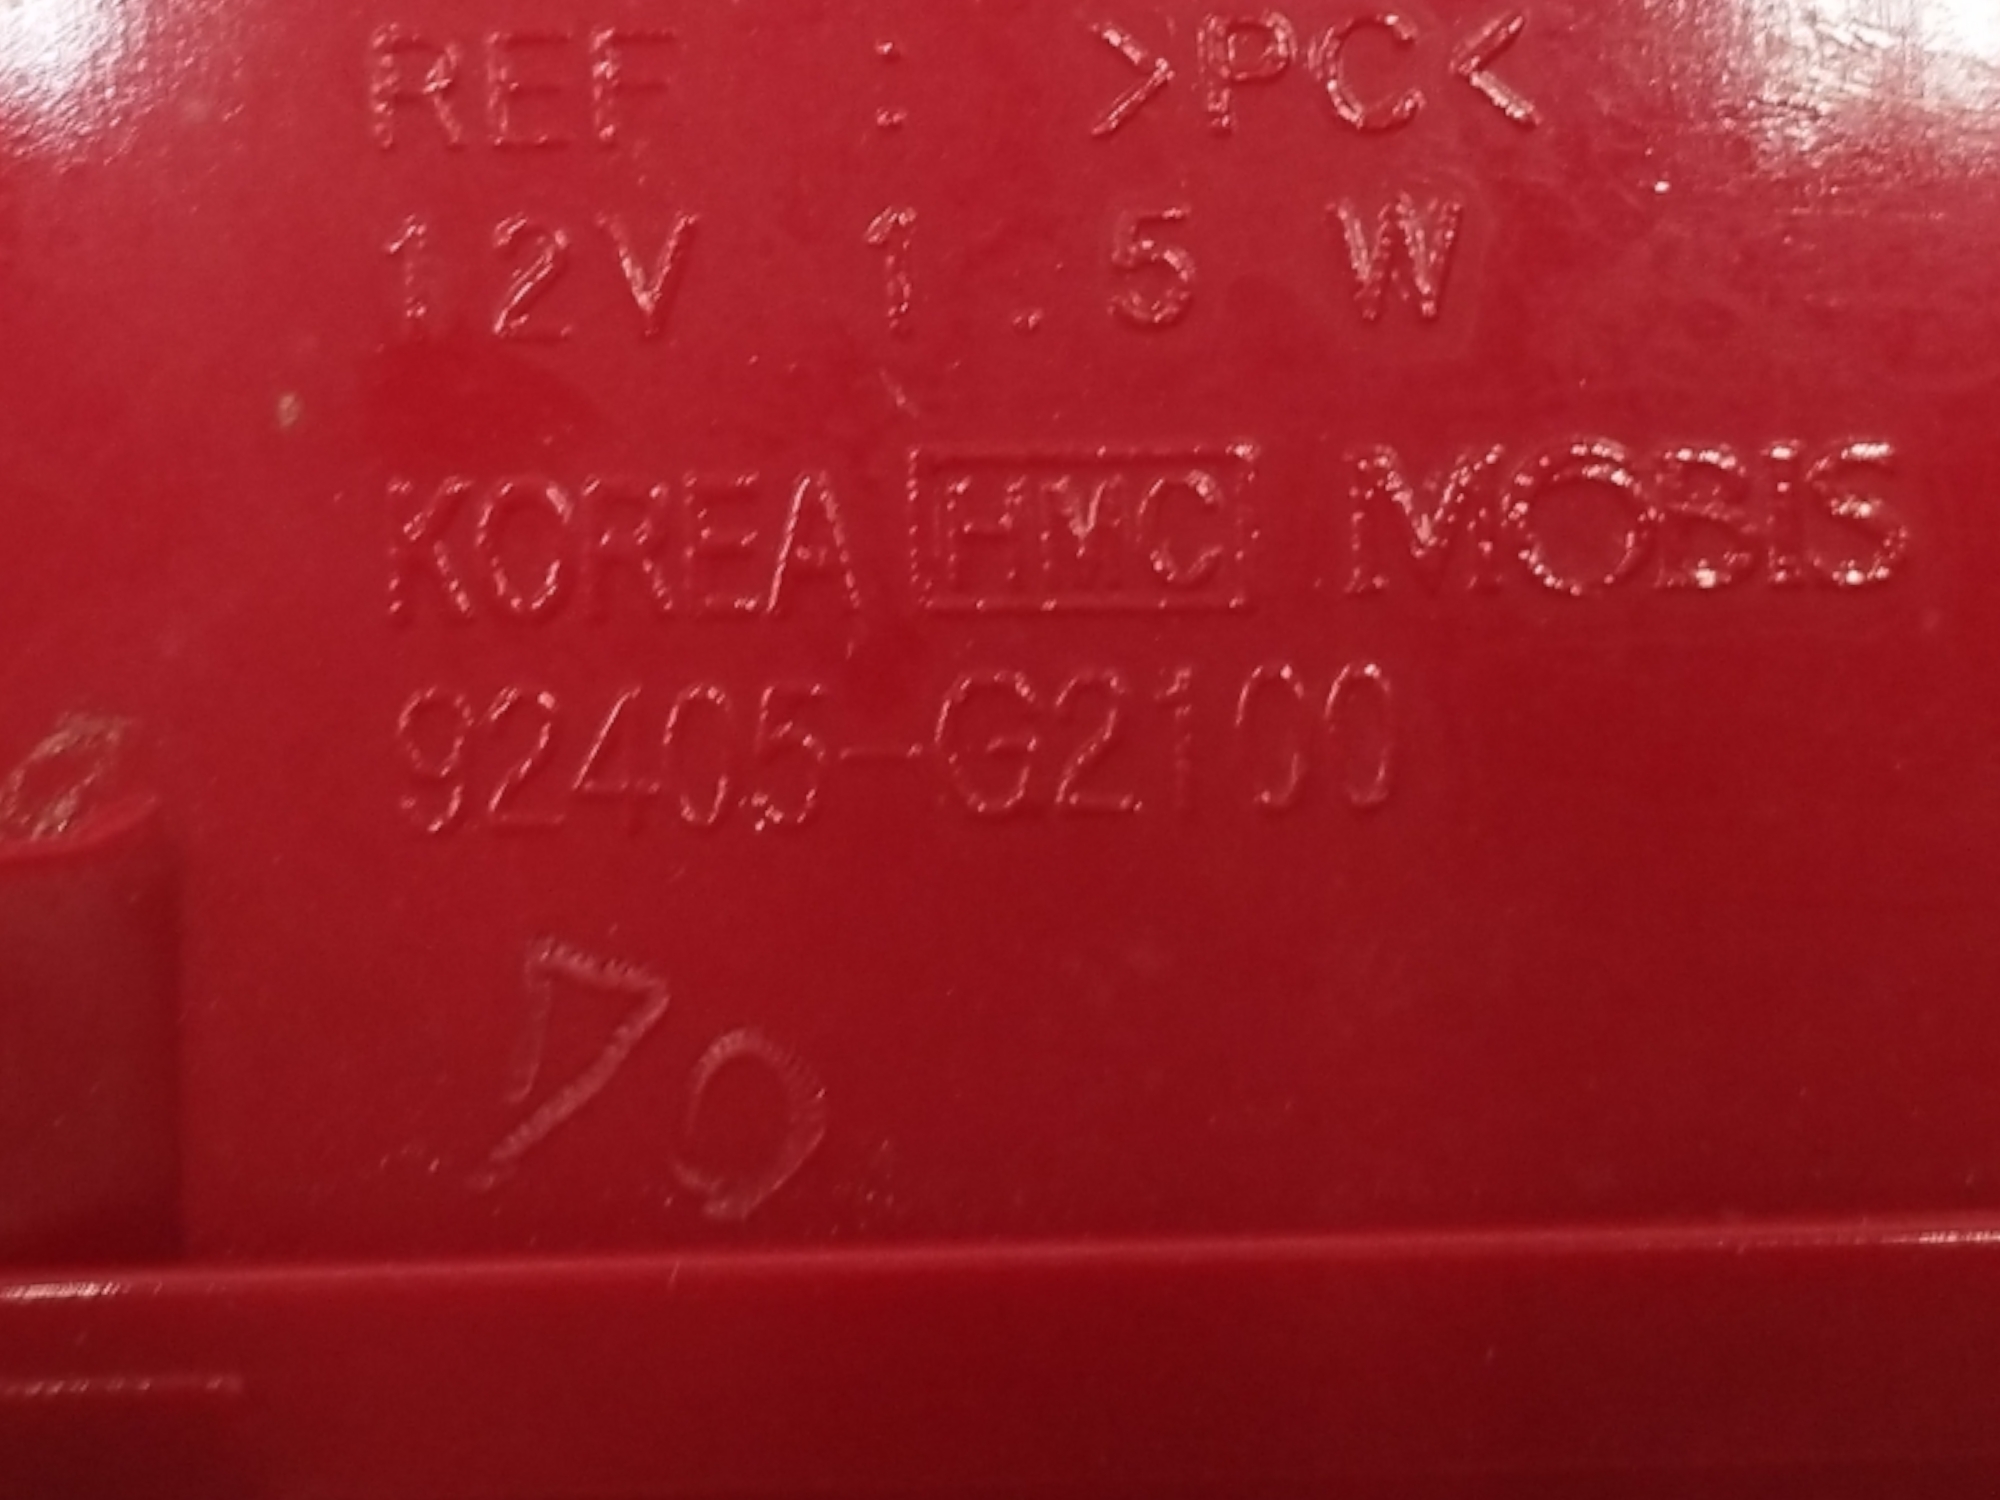 REF : >PC<
12V 1.5 W
KOREA HMC MOBIS
92405-G2100